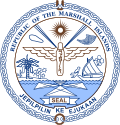 REPUBLIC OF THE MARSHALL ISLANDS
SEAL
JEPILPILIN KE EJUKAAN